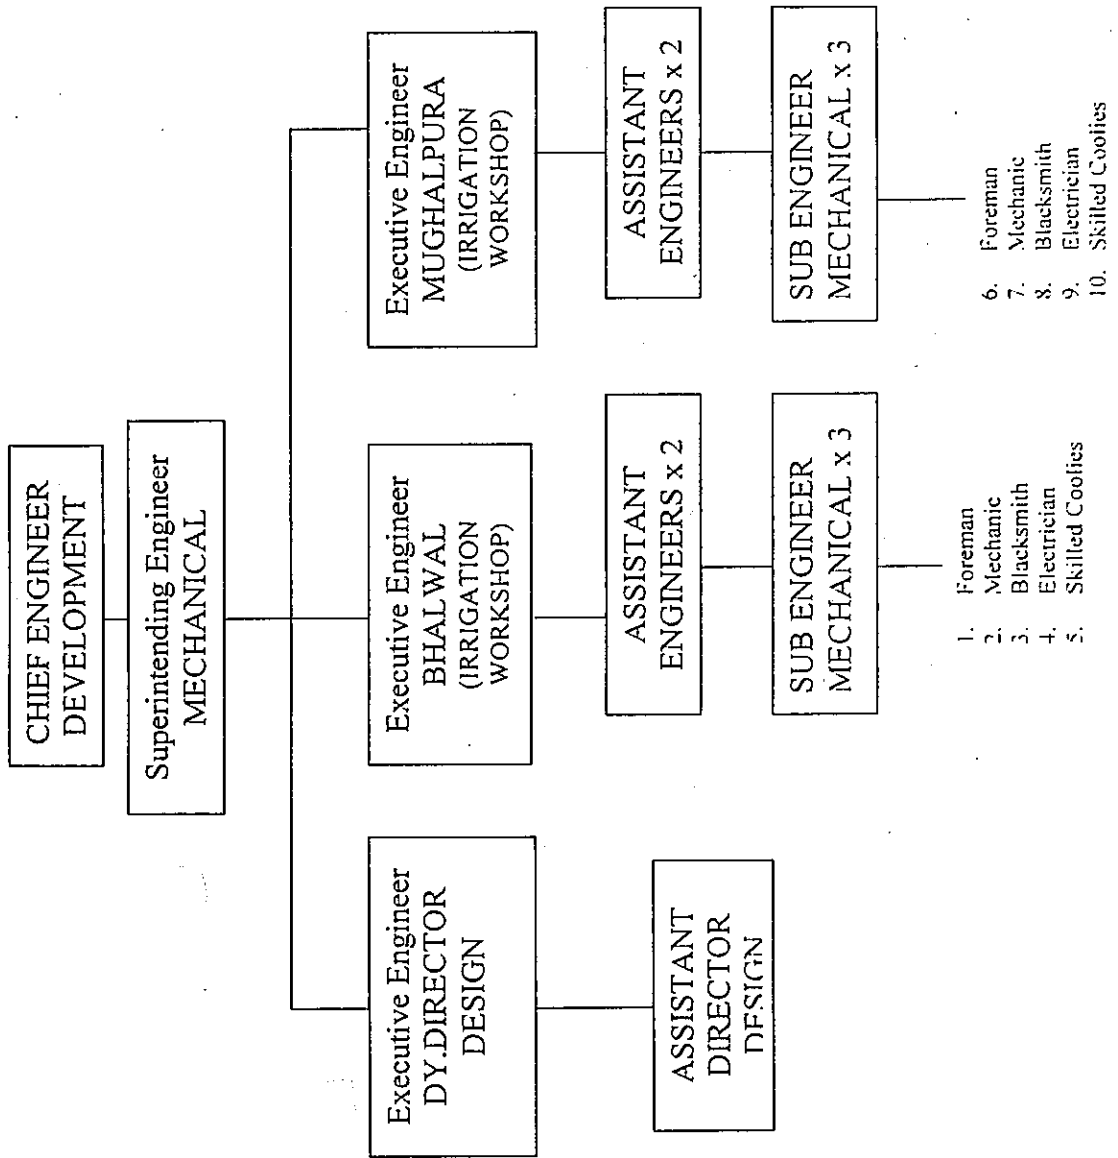 CHIEF ENGINEER
DEVELOPMENT
Superintending Engineer
MECHANICAL
Executive Engineer
DY.DIRECTOR
DESIGN
Executive Engineer
BHALWAL
(IRRIGATION
WORKSHOP)
Executive Engineer
MUGHALPURA
(IRRIGATION
WORKSHOP)
ASSISTANT
DIRECTOR
DESIGN
ASSISTANT
ENGINEERS x 2
ASSISTANT
ENGINEERS x 2
SUB ENGINEER
MECHANICAL x 3
SUB ENGINEER
MECHANICAL x 3
1. Foreman
2. Mechanic
3. Blacksmith
4. Electrician
5. Skilled Coolies
6. Foreman
7. Mechanic
8. Blacksmith
9. Electrician
10. Skilled Coolies